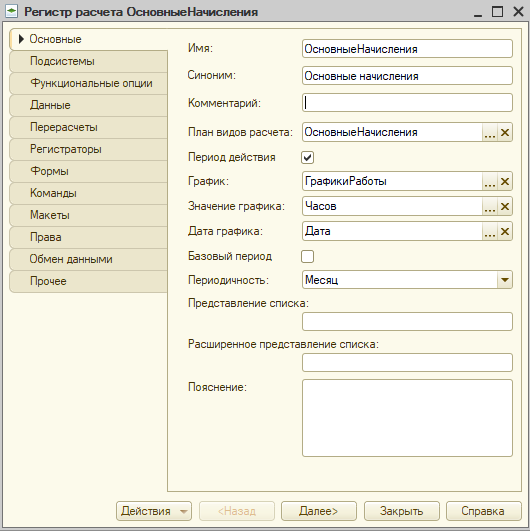 Регистр расчета ОсновныеНачисления
Основные
Подсистемы
Функциональные опции
Данные
Перерасчеты
Регистраторы
Формы
Команды
Макеты
Права
Обмен данными
Прочее
Имя: ОсновныеНачисления
Синоним: Основные начисления
Комментарий:
План видов расчета: ОсновныеНачисления ...
Период действия
График: ГрафикиРаботы ...
Значение графика: Часов ...
Дата графика: Дата ...
Базовый период
Периодичность: Месяц
Представление списка:
Расширенное представление списка:
Пояснение:
Действия <Назад Далее> Закрыть Справка